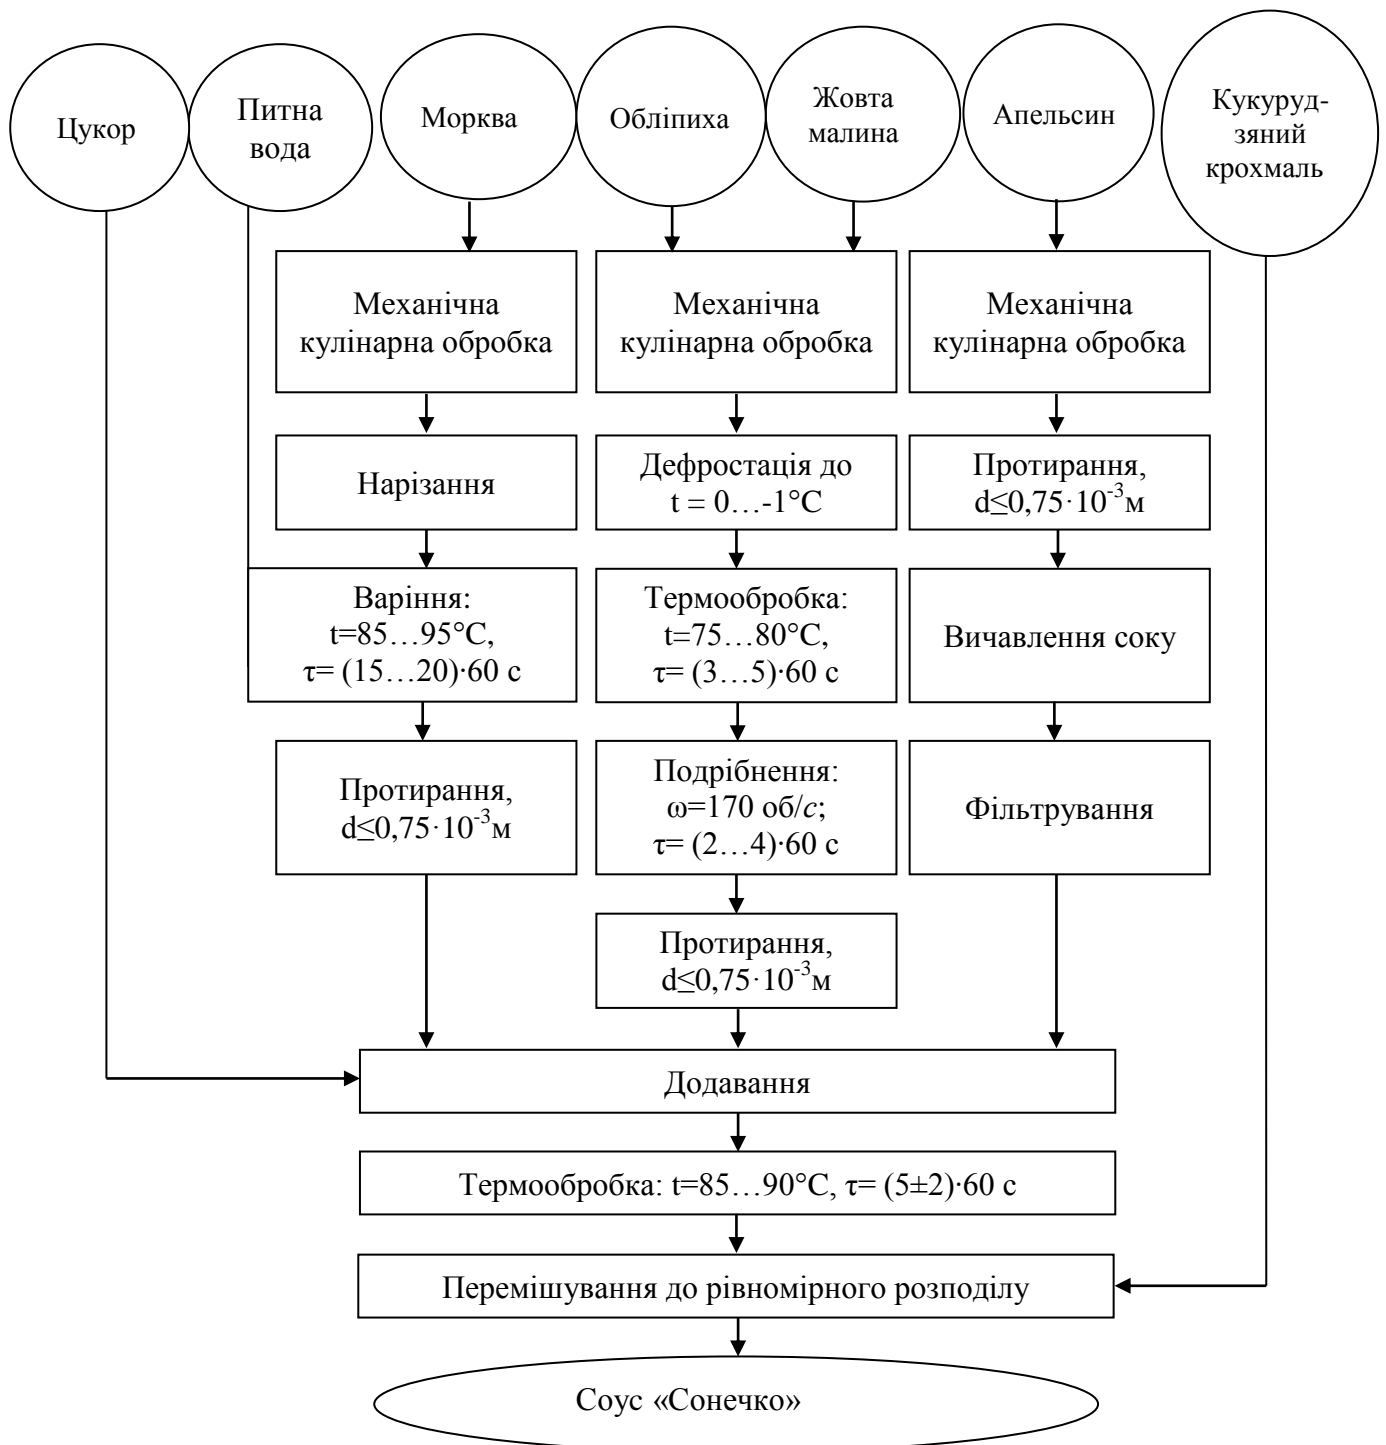 Цукор
Питна
вода
Морква
Обліпиха
Жовта
малина
Апельсин
Кукуруд-
зяний
крохмаль
Механічна
кулінарна обробка
Механічна
кулінарна обробка
Механічна
кулінарна обробка
Нарізання
Дефростація до
t = 0…-1°С
Протирання,
d≤0,75·10⁻³м
Варіння:
t=85…95°С,
τ= (15…20)·60 с
Термообробка:
t=75…80°С,
τ= (3…5)·60 с
Вичавлення соку
Протирання,
d≤0,75·10⁻³м
Подрібнення:
ω=170 об/с;
τ= (2…4)·60 с
Фільтрування
Протирання,
d≤0,75·10⁻³м
Додавання
Термообробка: t=85…90°С, τ= (5±2)·60 с
Перемішування до рівномірного розподілу
Соус «Сонечко»